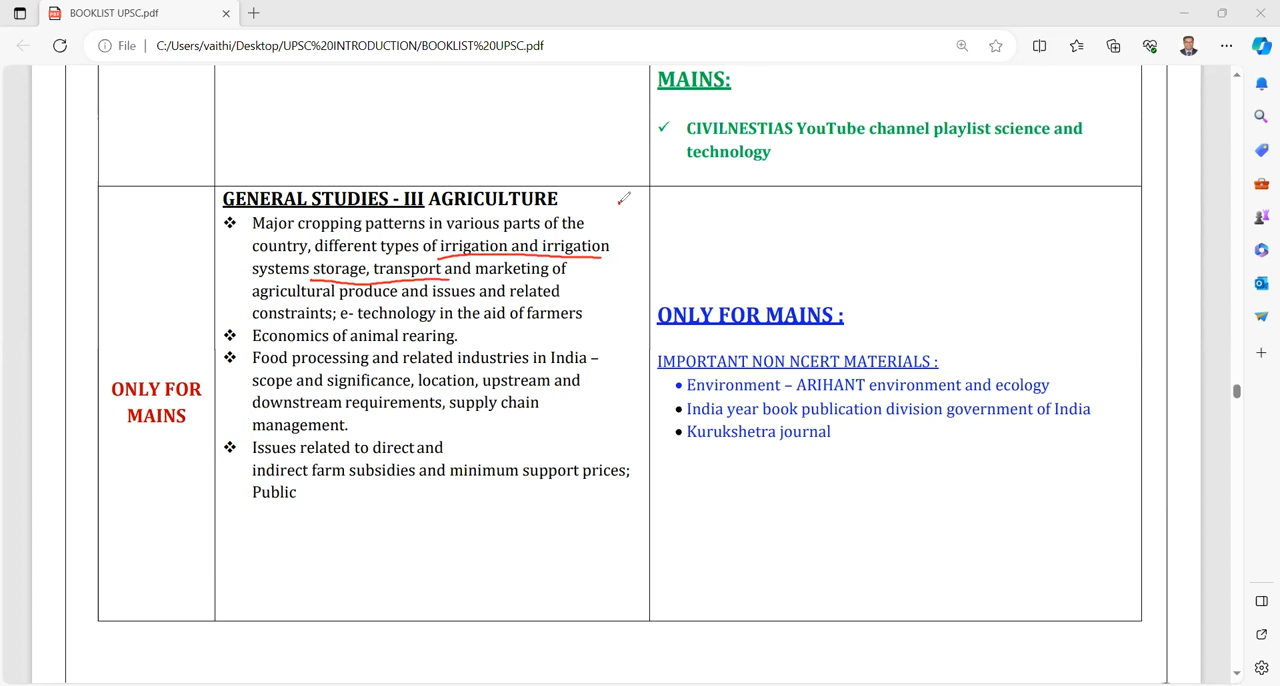 BOOKLIST UPSC.pdf
File
C:/Users/vaithi/Desktop/UPSC%20INTRODUCTION/BOOKLIST%20UPSC.pdf
MAINS:
✓ CIVILNESTIAS YouTube channel playlist science and
technology
ONLY FOR
MAINS
GENERAL STUDIES - III AGRICULTURE
❖ Major cropping patterns in various parts of the
country, different types of irrigation and irrigation
systems storage, transport and marketing of
agricultural produce and issues and related
constraints; e- technology in the aid of farmers
❖ Economics of animal rearing.
❖ Food processing and related industries in India –
scope and significance, location, upstream and
downstream requirements, supply chain
management.
❖ Issues related to direct and
indirect farm subsidies and minimum support prices;
Public
ONLY FOR MAINS :
IMPORTANT NON NCERT MATERIALS :
• Environment – ARIHANT environment and ecology
• India year book publication division government of India
• Kurukshetra journal